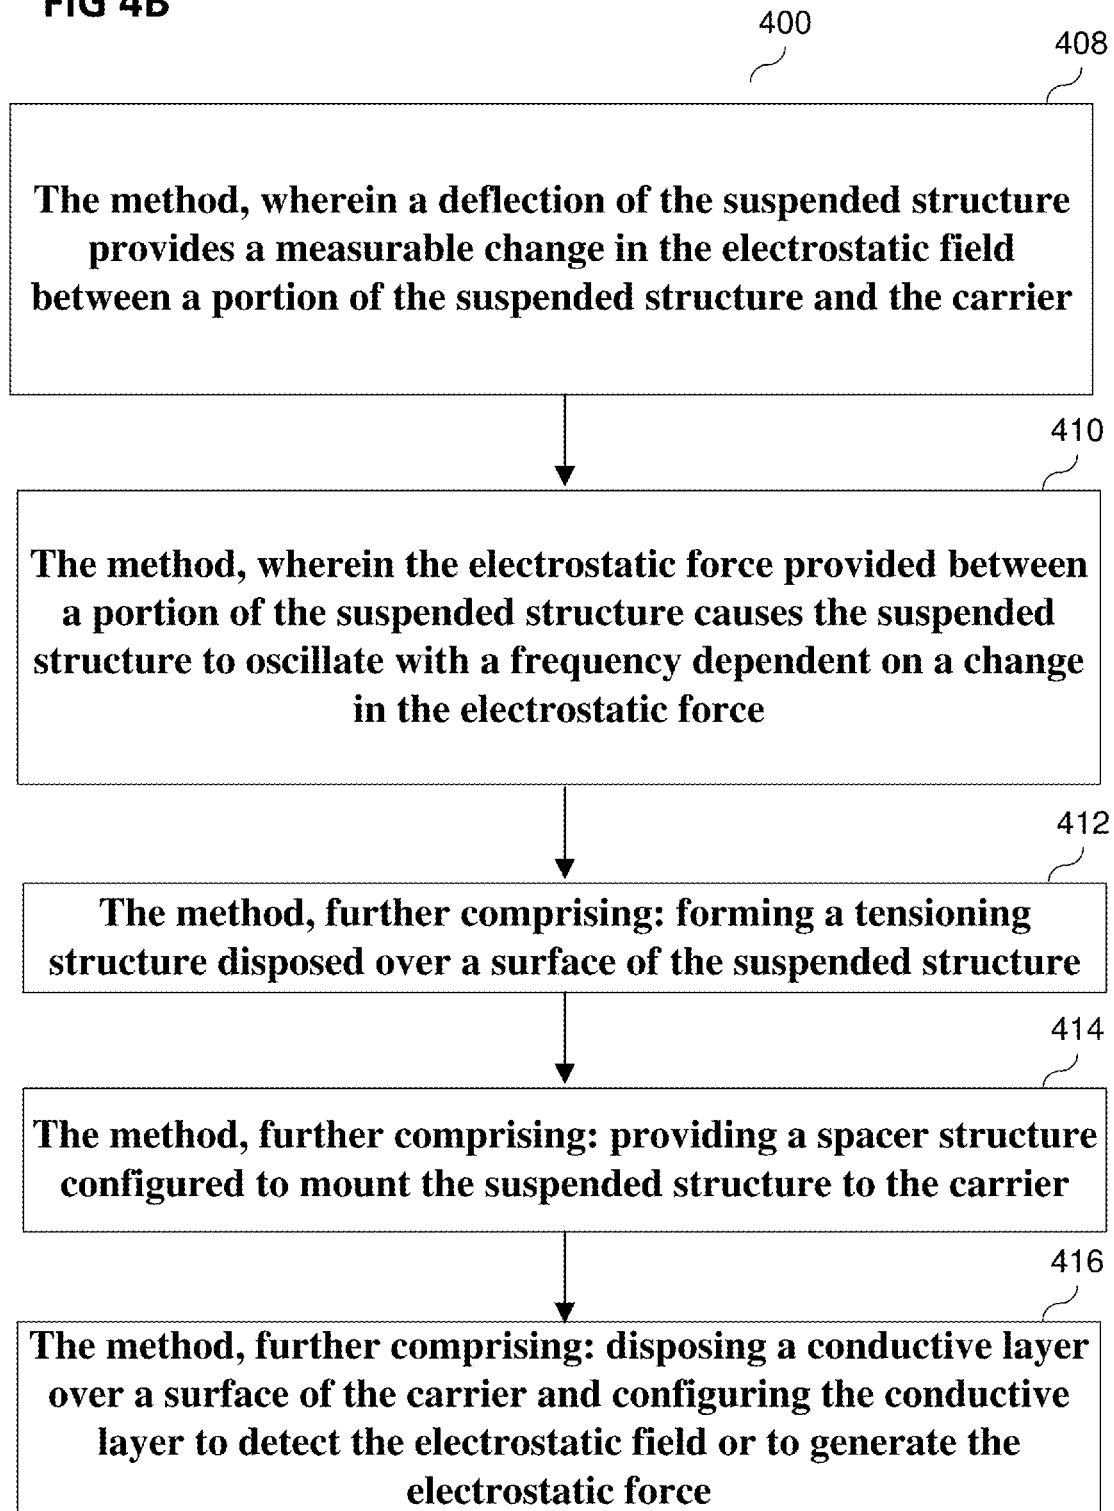 FIG 4B
400
408
The method, wherein a deflection of the suspended structure
provides a measurable change in the electrostatic field
between a portion of the suspended structure and the carrier
410
The method, wherein the electrostatic force provided between
a portion of the suspended structure causes the suspended
structure to oscillate with a frequency dependent on a change
in the electrostatic force
412
The method, further comprising: forming a tensioning
structure disposed over a surface of the suspended structure
414
The method, further comprising: providing a spacer structure
configured to mount the suspended structure to the carrier
416
The method, further comprising: disposing a conductive layer
over a surface of the carrier and configuring the conductive
layer to detect the electrostatic field or to generate the
electrostatic force